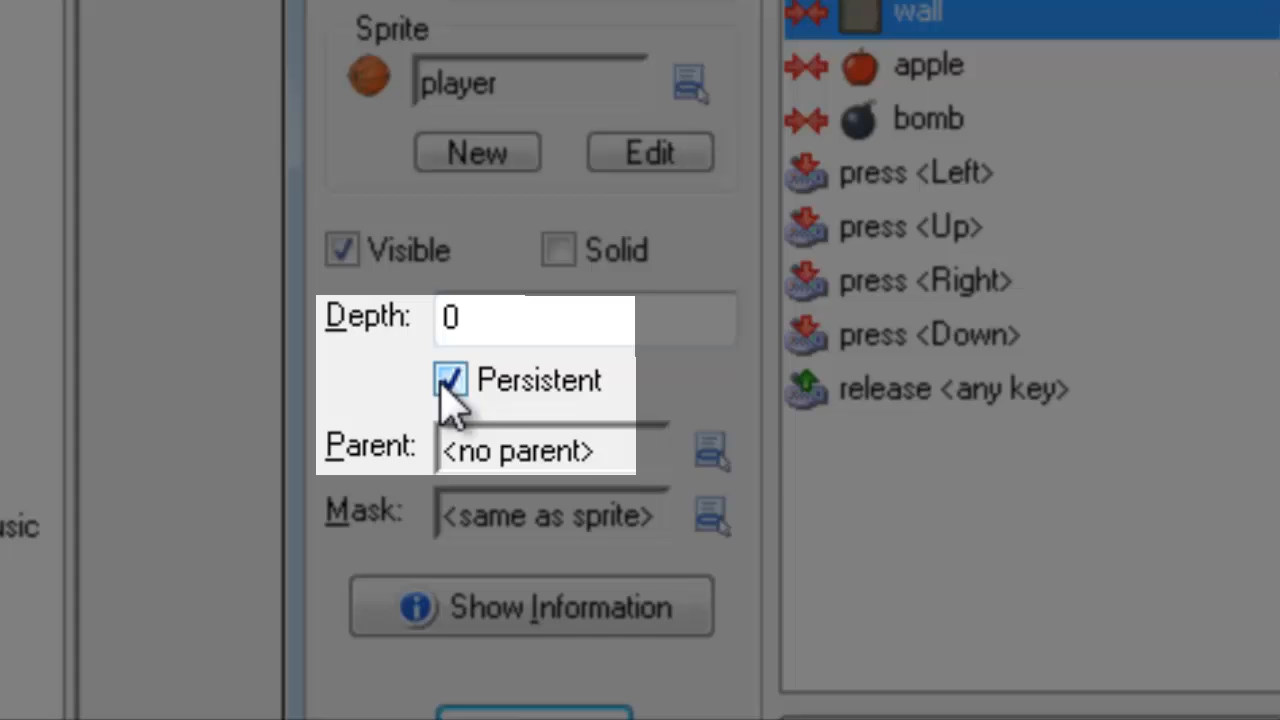 Sprite
player
New
Edit
Visible
Solid
Depth:
0
Persistent
Parent:
<no parent>
Mask:
<same as sprite>
Show Information
wall
apple
bomb
press <Left>
press <Up>
press <Right>
press <Down>
release <any key>